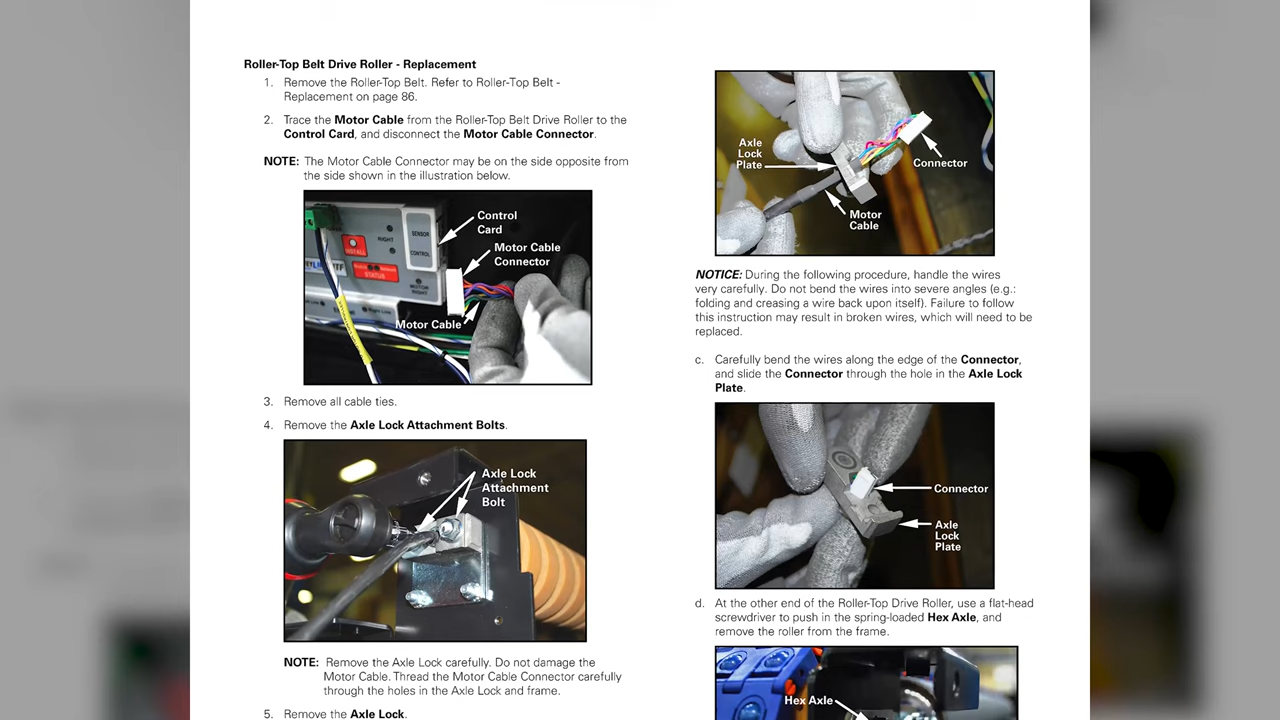 Roller-Top Belt Drive Roller - Replacement
1. Remove the Roller-Top Belt. Refer to Roller-Top Belt -
Replacement on page 86.
2. Trace the Motor Cable from the Roller-Top Belt Drive Roller to the
Control Card, and disconnect the Motor Cable Connector.
NOTE: The Motor Cable Connector may be on the side opposite from
the side shown in the illustration below.
Control
Card
Motor Cable
Connector
Motor Cable
RIGHT
SENSOR
CONTROL
STATUS
MOTOR
RIGHT
3. Remove all cable ties.
4. Remove the Axle Lock Attachment Bolts.
Axle Lock
Attachment
Bolt
NOTE: Remove the Axle Lock carefully. Do not damage the
Motor Cable. Thread the Motor Cable Connector carefully
through the holes in the Axle Lock and frame.
5. Remove the Axle Lock.
Axle
Lock
Plate
Connector
Motor
Cable
NOTICE: During the following procedure, handle the wires
very carefully. Do not bend the wires into severe angles (e.g.:
folding and creasing a wire back upon itself). Failure to follow
this instruction may result in broken wires, which will need to be
replaced.
c. Carefully bend the wires along the edge of the Connector,
and slide the Connector through the hole in the Axle Lock
Plate.
Connector
Axle
Lock
Plate
d. At the other end of the Roller-Top Drive Roller, use a flat-head
screwdriver to push in the spring-loaded Hex Axle, and
remove the roller from the frame.
Hex Axle